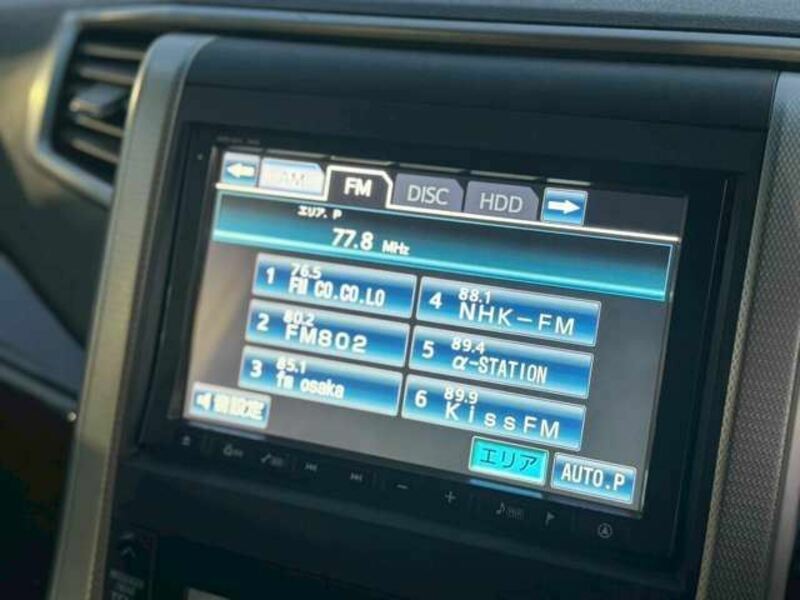 AM
FM
DISC
HDD
エリア. P
77.8 MHz
1 76.5 FM CO.CO.LO
2 80.2 FM802
3 85.1 fm osaka
4 88.1 NHK-FM
5 89.4 α-STATION
6 89.9 KissFM
音設定
エリア
AUTO.P